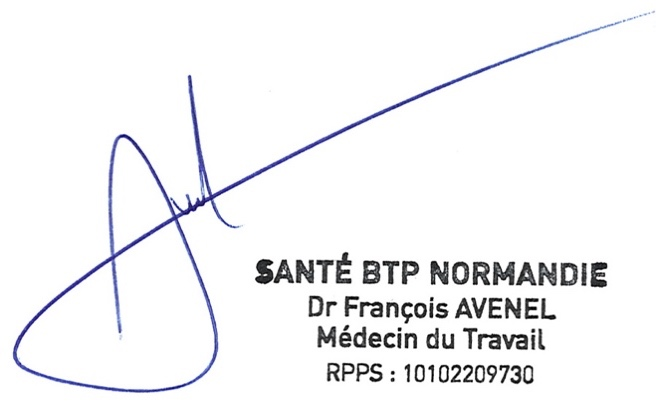 SANTÉ BTP NORMANDIE
Dr François AVENEL
Médecin du Travail
RPPS : 10102209730